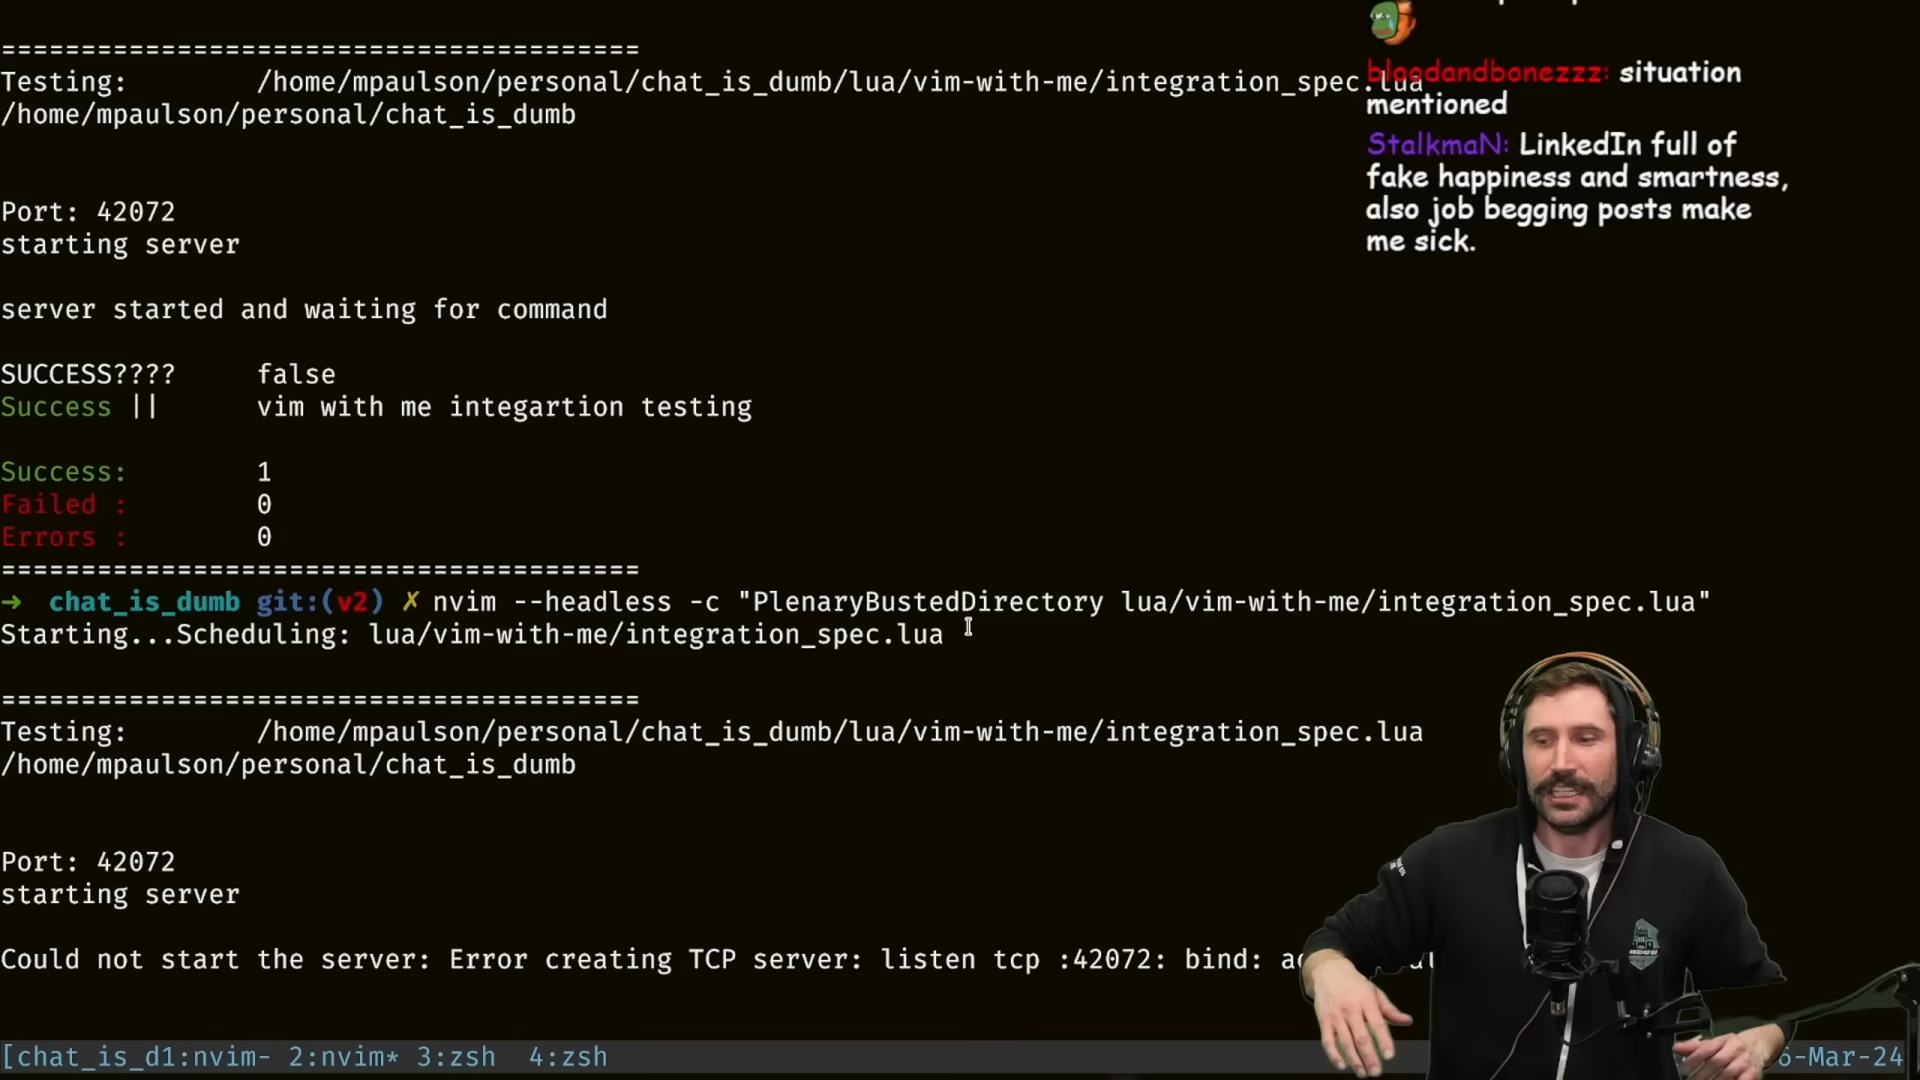 ========================================
Testing: /home/mpaulson/personal/chat_is_dumb/lua/vim-with-me/integration_spec.lua
/home/mpaulson/personal/chat_is_dumb
Port: 42072
starting server
server started and waiting for command
SUCCESS???? false
Success || vim with me integartion testing
Success: 1
Failed : 0
Errors : 0
========================================
➜ chat_is_dumb git:(v2) ✗ nvim --headless -c "PlenaryBustedDirectory lua/vim-with-me/integration_spec.lua"
Starting...Scheduling: lua/vim-with-me/integration_spec.lua
========================================
Testing: /home/mpaulson/personal/chat_is_dumb/lua/vim-with-me/integration_spec.lua
/home/mpaulson/personal/chat_is_dumb
Port: 42072
starting server
Could not start the server: Error creating TCP server: listen tcp :42072: bind:
[chat_is_d1:nvim- 2:nvim* 3:zsh 4:zsh
6-Mar-24
bloodandbonezzz: situation
mentioned
StalkmaN: LinkedIn full of
fake happiness and smartness,
also job begging posts make
me sick.